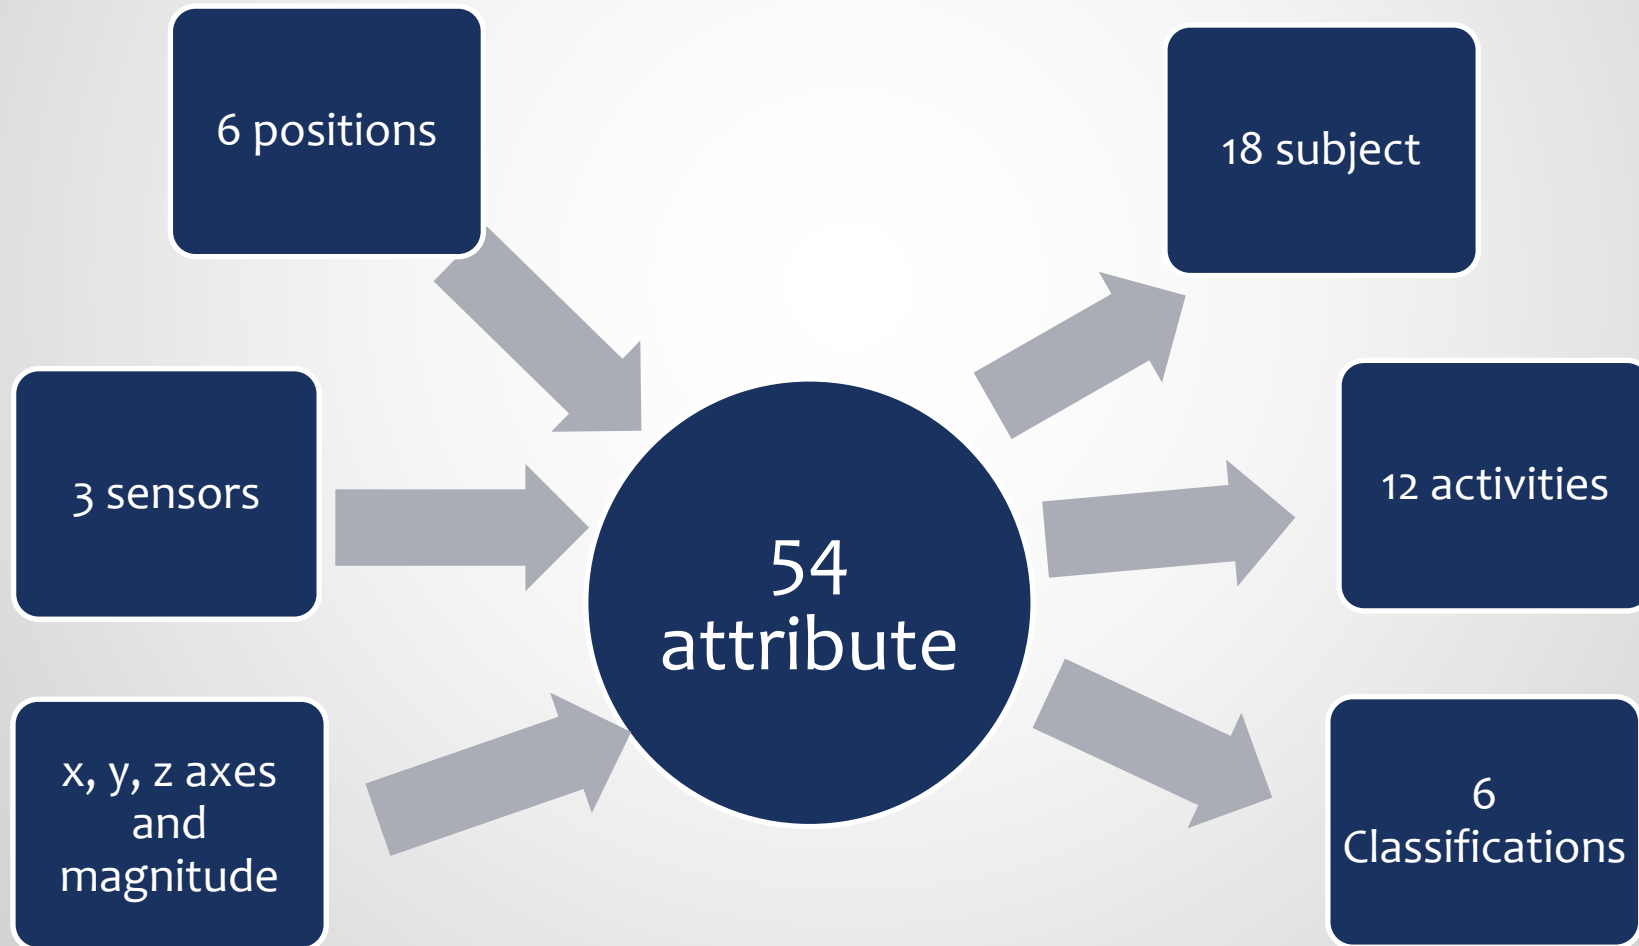 6 positions
3 sensors
x, y, z axes
and
magnitude
54
attribute
18 subject
12 activities
6
Classifications